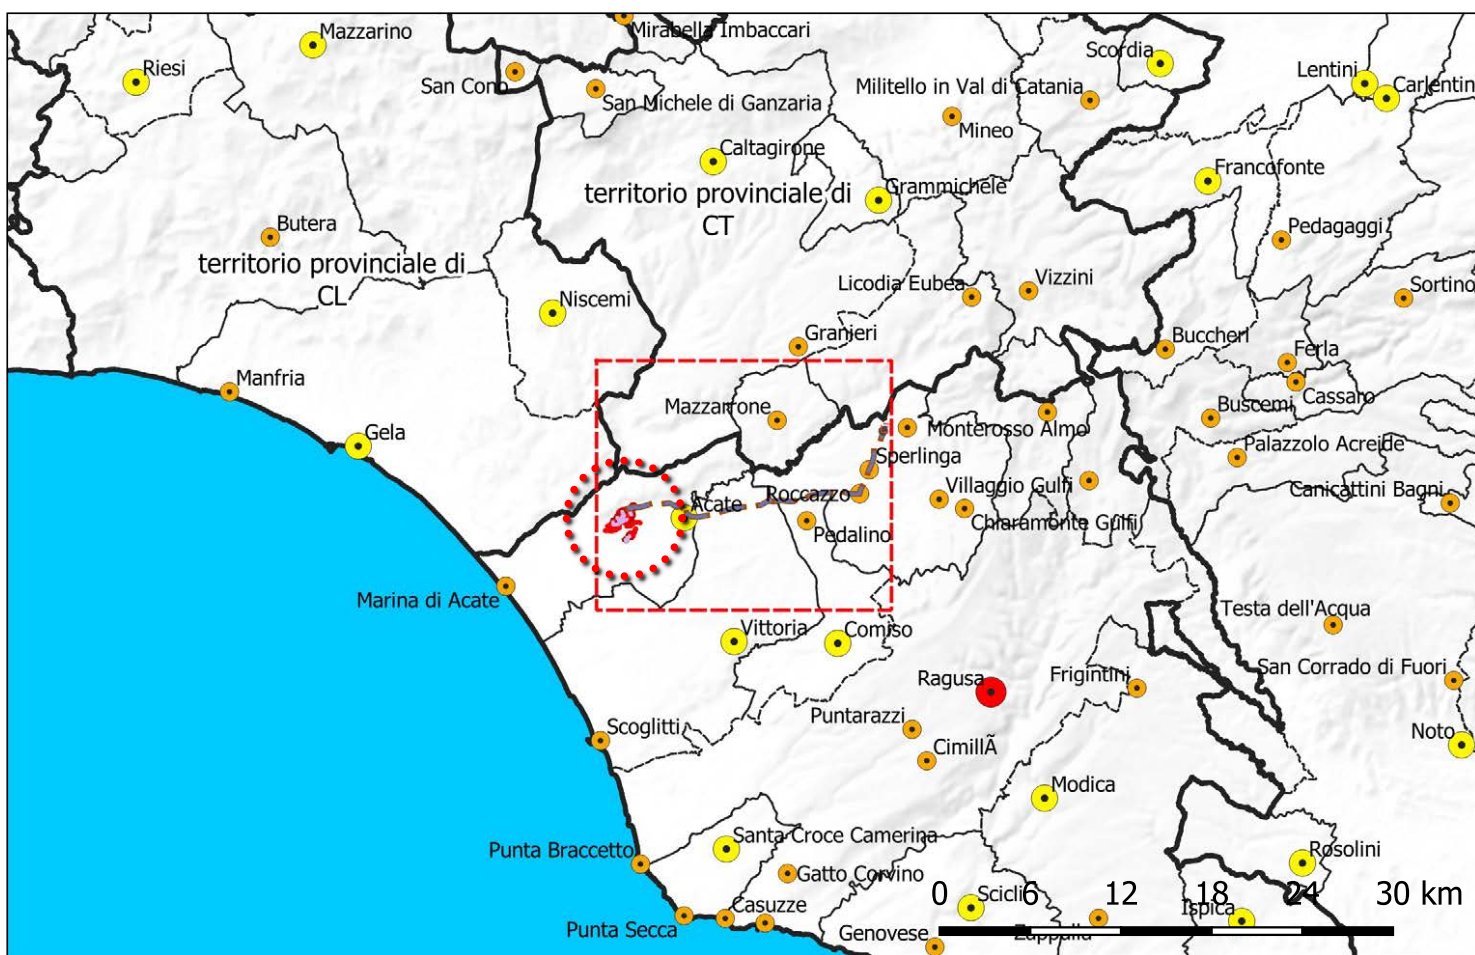 Mirabella Imbaccari
Mazzarino
Scordia
Riesi
San Cono
San Michele di Ganzaria
Militello in Val di Catania
Lentini
Carlentin
Mineo
Caltagirone
Francofonte
territorio provinciale di
CT
Grammichele
Butera
Pedagaggi
territorio provinciale di
CL
Niscemi
Licodia Eubea
Vizzini
Sortino
Granieri
Buccheri
Ferla
Manfria
Cassaro
Mazzarrone
Buscemi
Gela
Monterosso Almo
Palazzolo Acreide
Sperlinga
Roccazzo
Villaggio Gulfi
Canicattini Bagni
Acate
Chiaramonte Gulfi
Pedalino
Marina di Acate
Testa dell'Acqua
Vittoria
Comiso
San Corrado di Fuori
Ragusa
Frigintini
Puntarazzi
Noto
Scoglitti
CimillÃ
Modica
Santa Croce Camerina
Punta Braccetto
Rosolini
Gatto Corvino
0 6 12 18 24 30 km
Scicli
Ispica
Casuzze
Punta Secca
Genovese
Zappulla